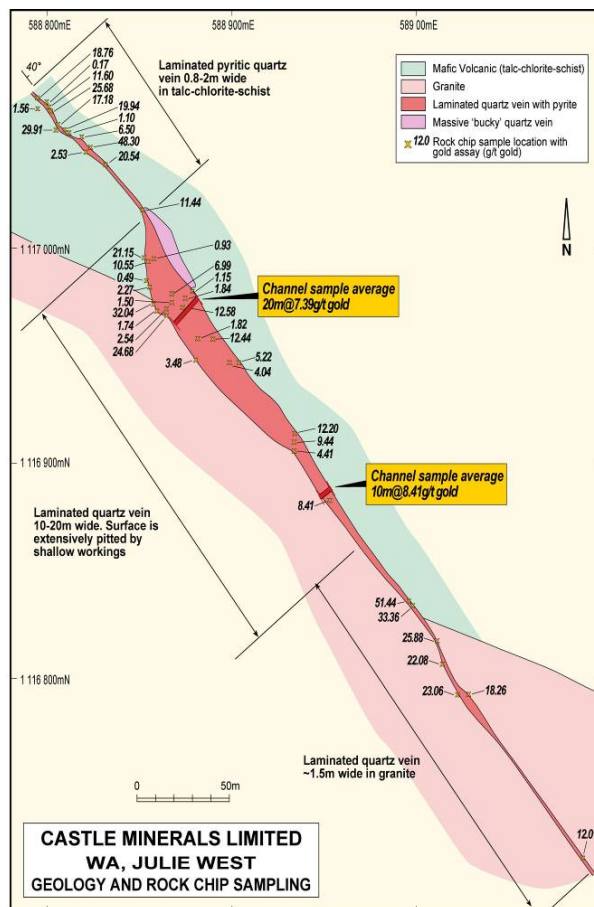 588 800mN
588 900mN
589 00mN
40°
Laminated pyritic quartz
vein 0.8-2m wide
in talc-chlorite-schist
Mafic Volcanic (talc-chlorite-schist)
Granite
Laminated quartz vein with pyrite
Massive 'bucky' quartz vein
12.0 Rock chip sample location with
gold assay (g/t gold)
N
18.76
0.17
11.60
25.68
17.18
1.56
29.91
2.53
19.94
1.10
6.50
48.30
20.54
11.44
1 117 000mN
21.15
10.55
0.49
2.27
1.50
32.04
1.74
2.54
24.68
0.93
6.99
1.15
1.84
12.58
1.82
12.44
3.48
5.22
4.04
Channel sample average
20m@7.39g/t gold
12.20
9.44
4.41
1 116 900mN
Channel sample average
10m@8.41g/t gold
8.41
Laminated quartz vein
10-20m wide. Surface is
extensively pitted by
shallow workings
51.44
33.36
25.88
22.08
23.06
18.26
1 116 800mN
Laminated quartz vein
~1.5m wide in granite
0
50m
12.0
CASTLE MINERALS LIMITED
WA, JULIE WEST
GEOLOGY AND ROCK CHIP SAMPLING